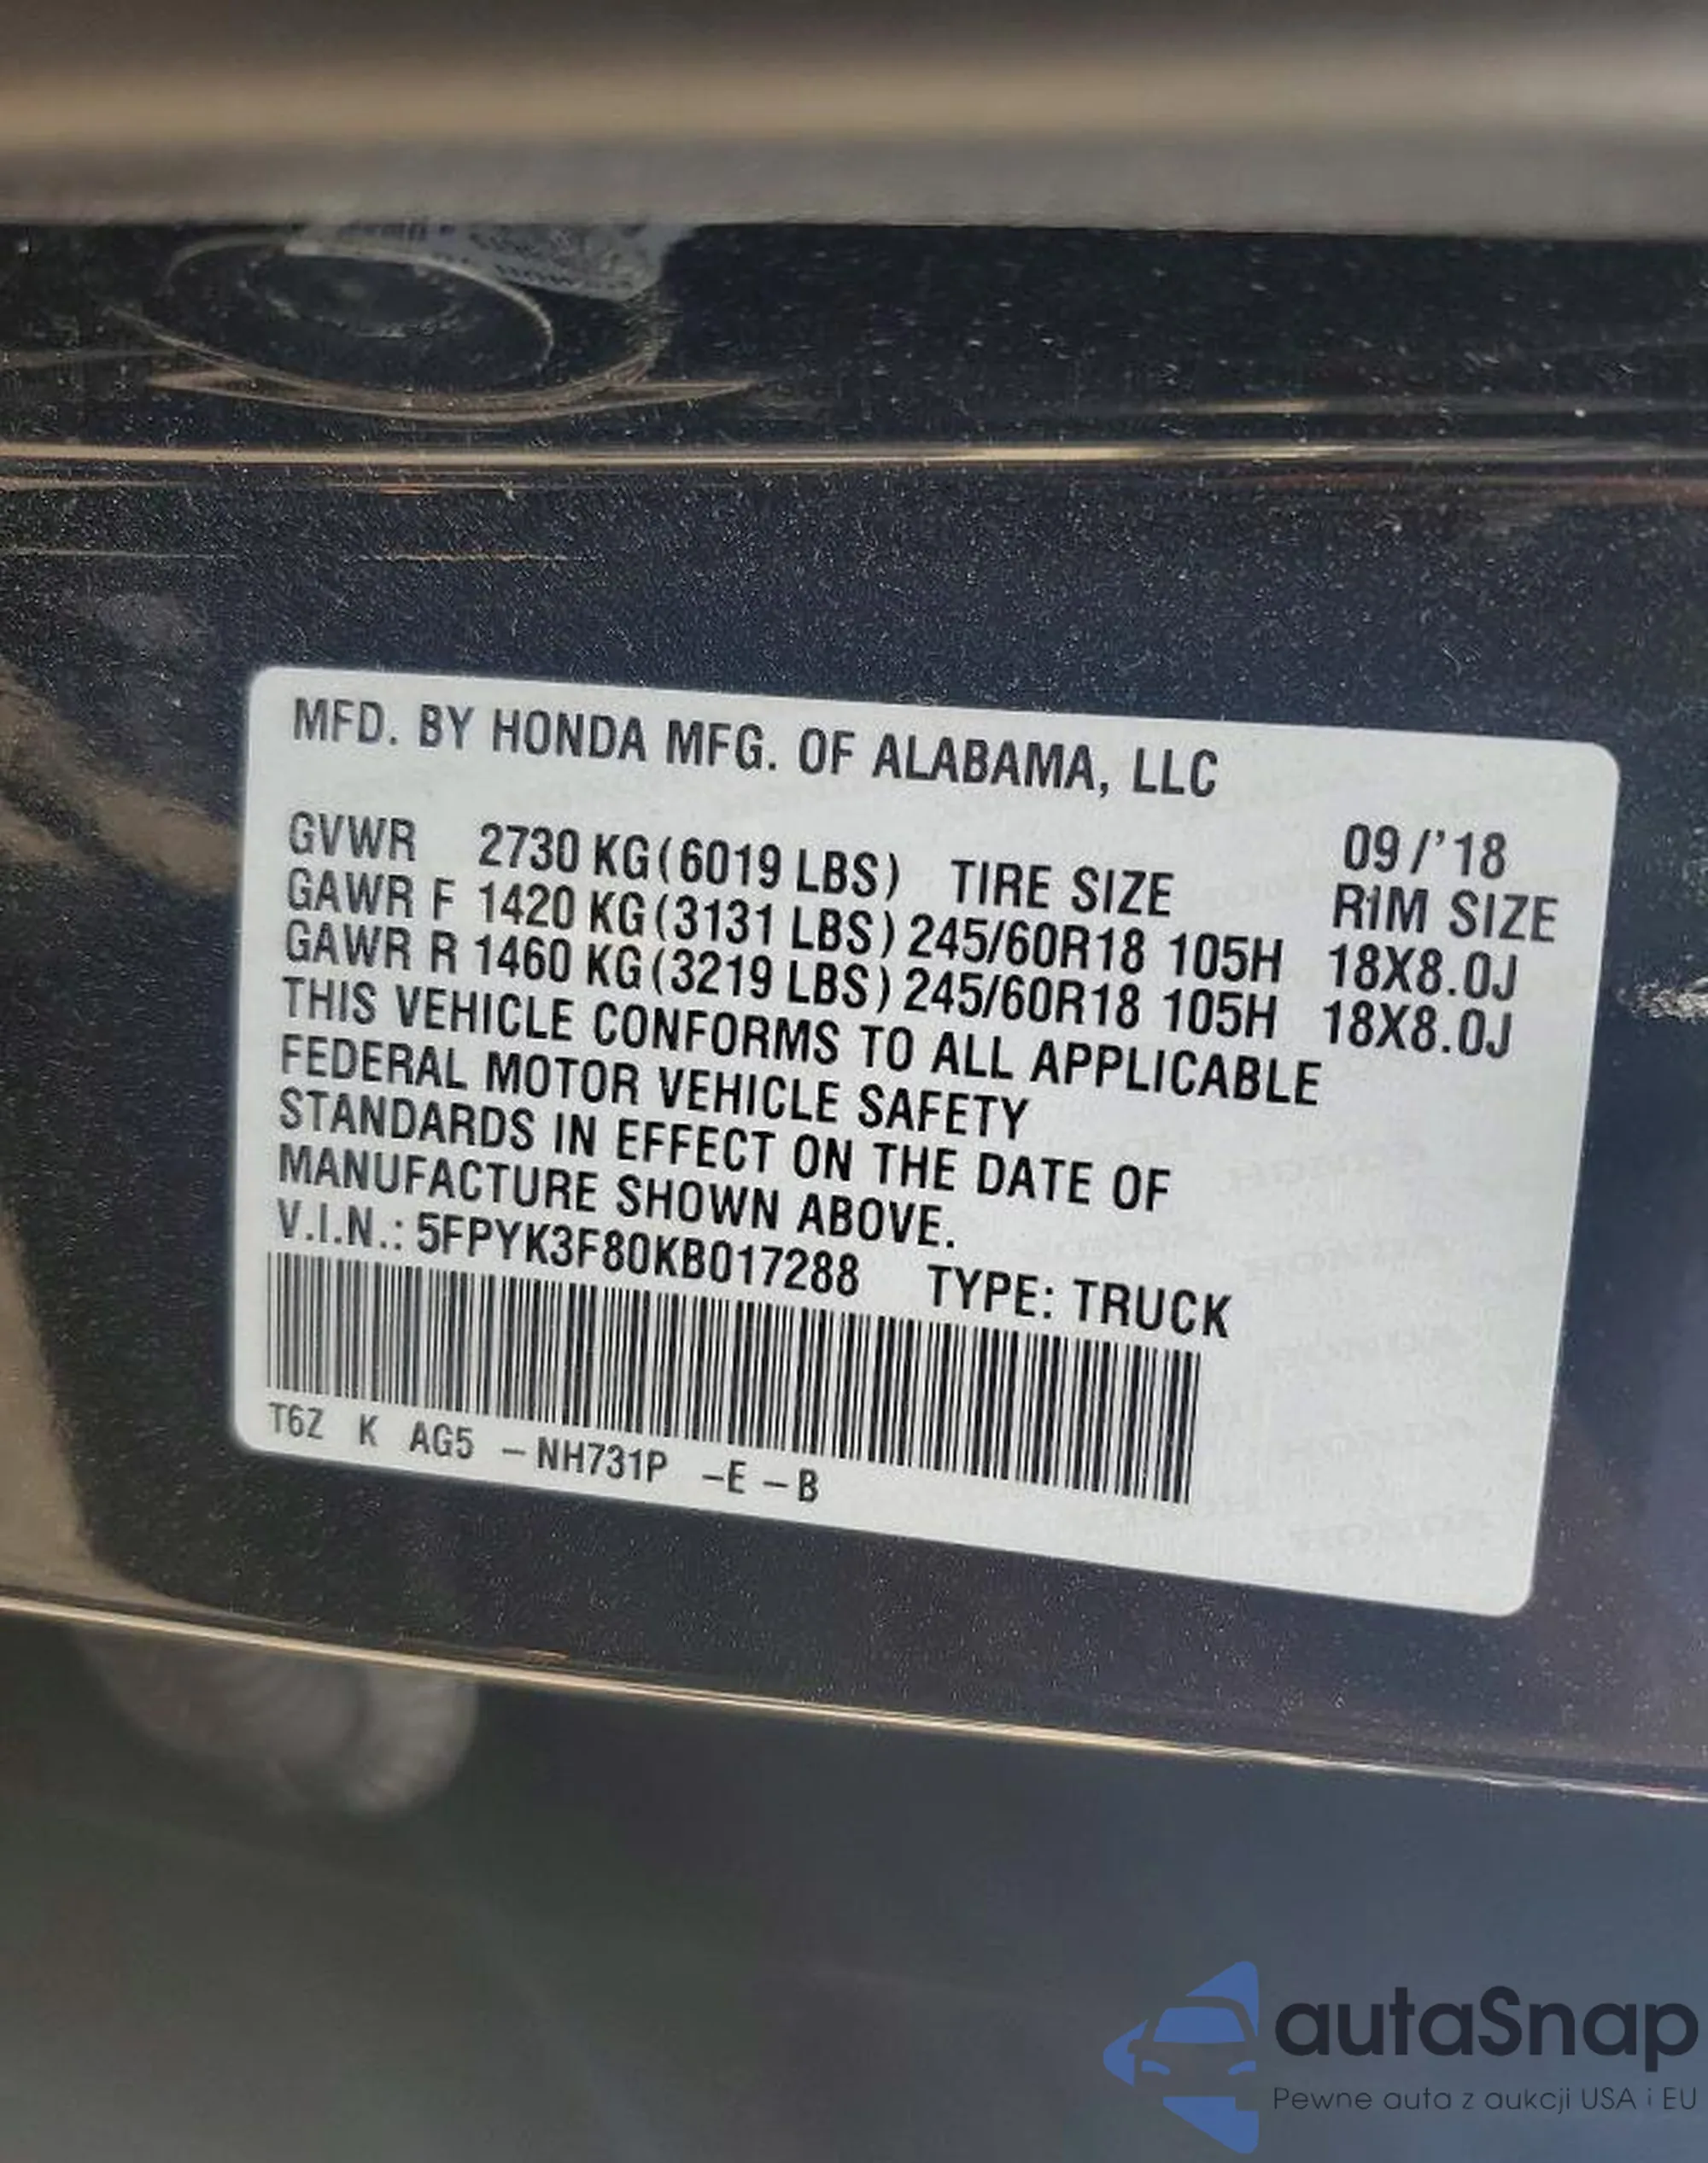 MFD. BY HONDA MFG. OF ALABAMA, LLC
09/'18
GVWR 2730 KG(6019 LBS) TIRE SIZE RIM SIZE
GAWR F 1420 KG(3131 LBS) 245/60R18 105H 18X8.0J
GAWR R 1460 KG(3219 LBS) 245/60R18 105H 18X8.0J
THIS VEHICLE CONFORMS TO ALL APPLICABLE
FEDERAL MOTOR VEHICLE SAFETY
STANDARDS IN EFFECT ON THE DATE OF
MANUFACTURE SHOWN ABOVE.
V.I.N.: 5FPYK3F80KB017288 TYPE: TRUCK
T6Z K AG5 -NH731P -E-B
autaSnap
Pewne auta z aukcji USA i EU